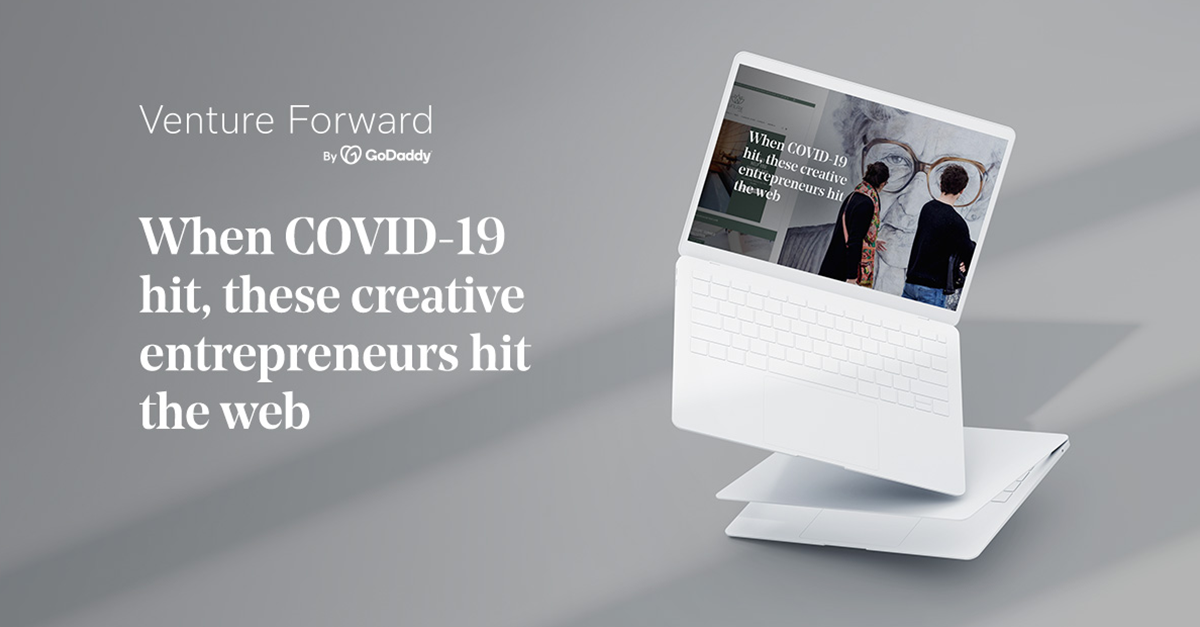 Venture Forward
By GoDaddy
When COVID-19
hit, these creative
entrepreneurs hit
the web
When COVID-19
hit, these creative
entrepreneurs hit
the web